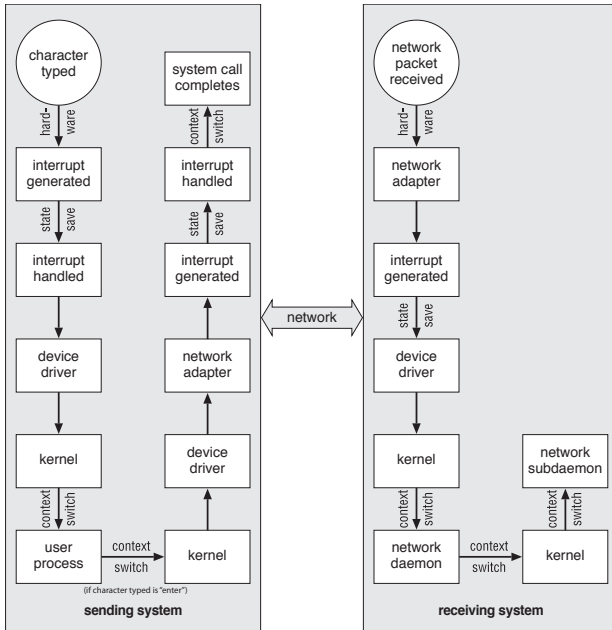 character
typed
hard-
ware
interrupt
generated
state
save
interrupt
handled
device
driver
kernel
context
switch
user
process
context
switch
(if character typed is "enter")
kernel
device
driver
network
adapter
interrupt
generated
state
save
interrupt
handled
context
switch
system call
completes
sending system
network
network
packet
received
hard-
ware
network
adapter
interrupt
generated
state
save
device
driver
kernel
context
switch
network
daemon
context
switch
kernel
context
switch
network
subdaemon
receiving system